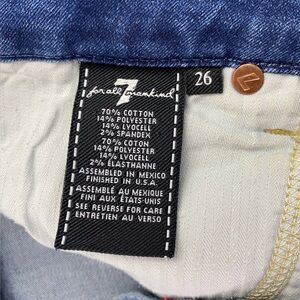 7
for all mankind
26
70% COTTON
14% POLYESTER
14% LYOCELL
2% SPANDEX
70% COTON
14% POLYESTER
14% LYOCELL
2% ÉLASTHANNE
ASSEMBLED IN MEXICO
FINISHED IN U.S.A.
ASSEMBLÉ AU MEXIQUE
FINI AUX ÉTATS-UNIS
SEE REVERSE FOR CARE
ENTRETIEN AU VERSO